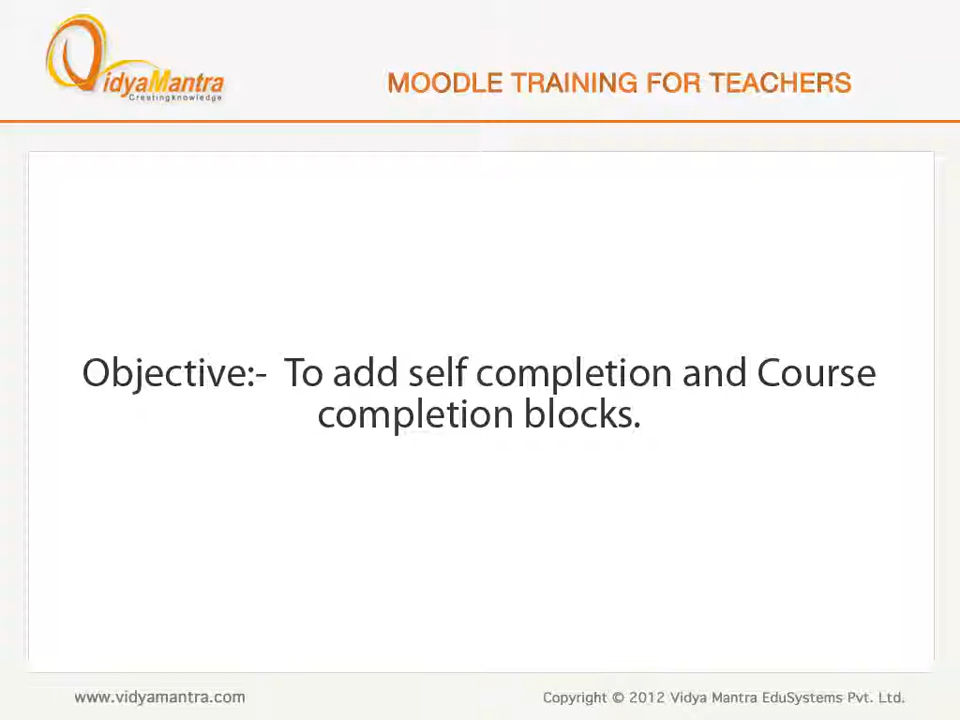 VidyaMantra
Creatingknowledge
MOODLE TRAINING FOR TEACHERS
Objective:- To add self completion and Course
completion blocks.
www.vidyamantra.com
Copyright © 2012 Vidya Mantra EduSystems Pvt. Ltd.